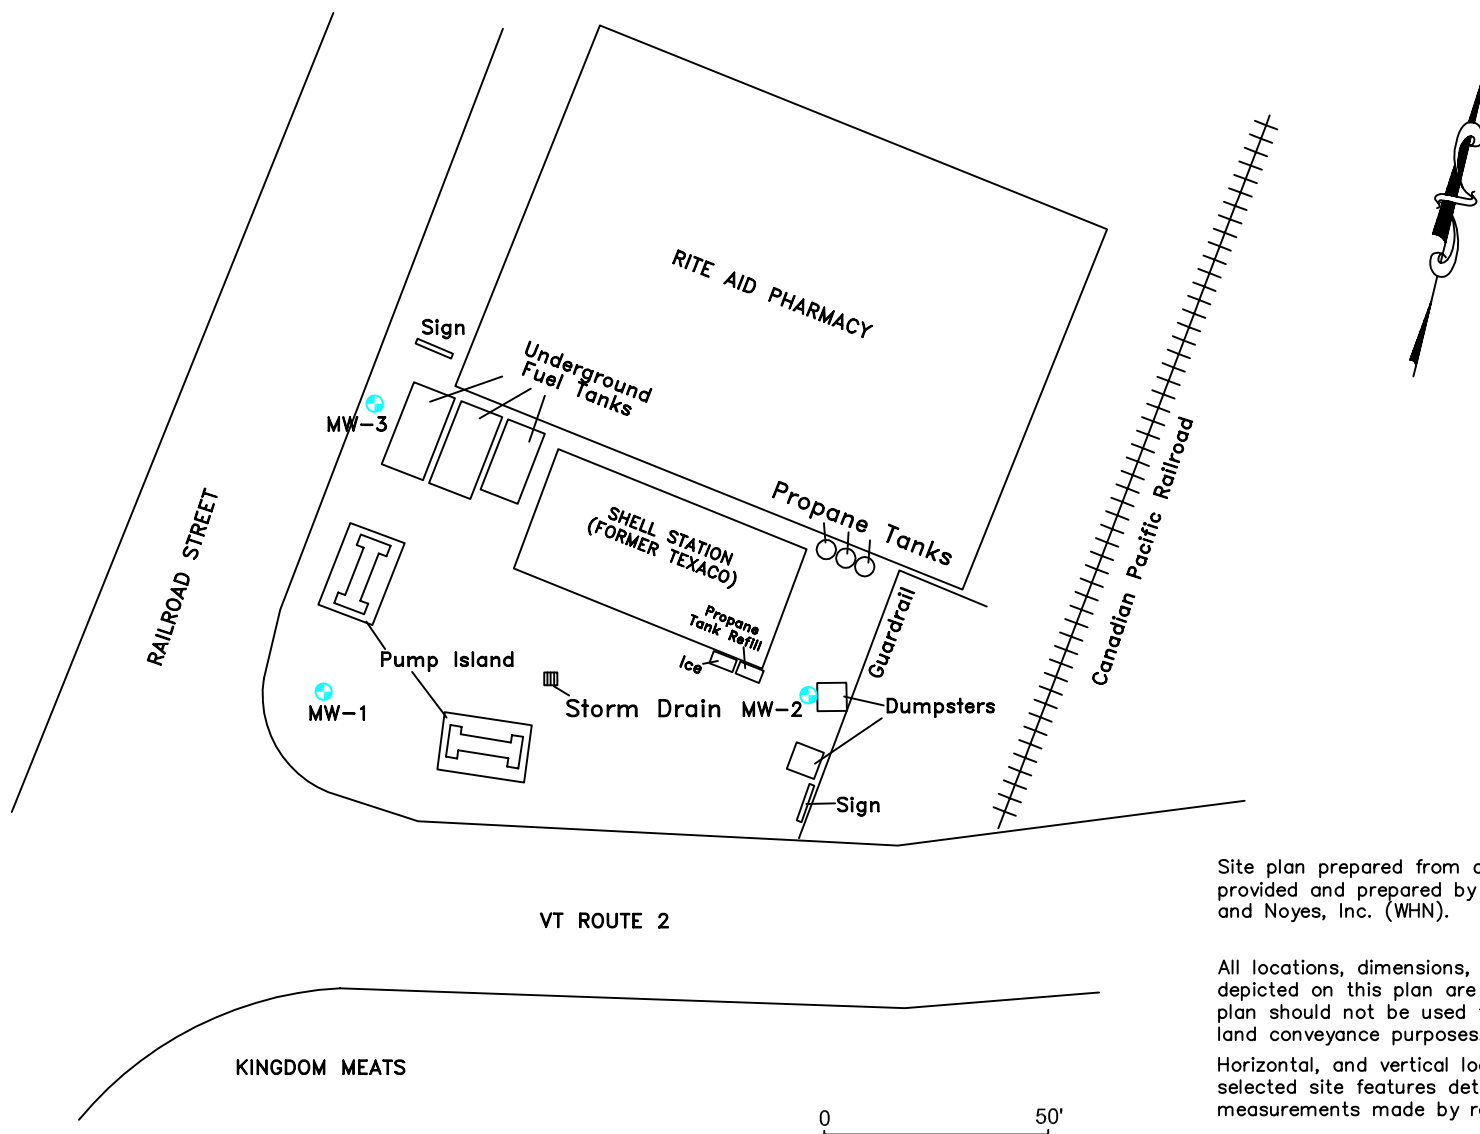 RITE AID PHARMACY
Sign
Underground
Fuel Tanks
MW-3
Propane Tanks
SHELL STATION
(FORMER TEXACO)
Canadian Pacific Railroad
RAILROAD STREET
Propane
Tank Refill
Guardrail
Ice
Pump Island
Storm Drain
MW-2
MW-1
Dumpsters
Sign
VT ROUTE 2
KINGDOM MEATS
Site plan prepared from
provided and prepared by
and Noyes, Inc. (WHN).
All locations, dimensions,
depicted on this plan are
plan should not be used
land conveyance purposes
Horizontal, and vertical
selected site features
measurements made by
0 50'